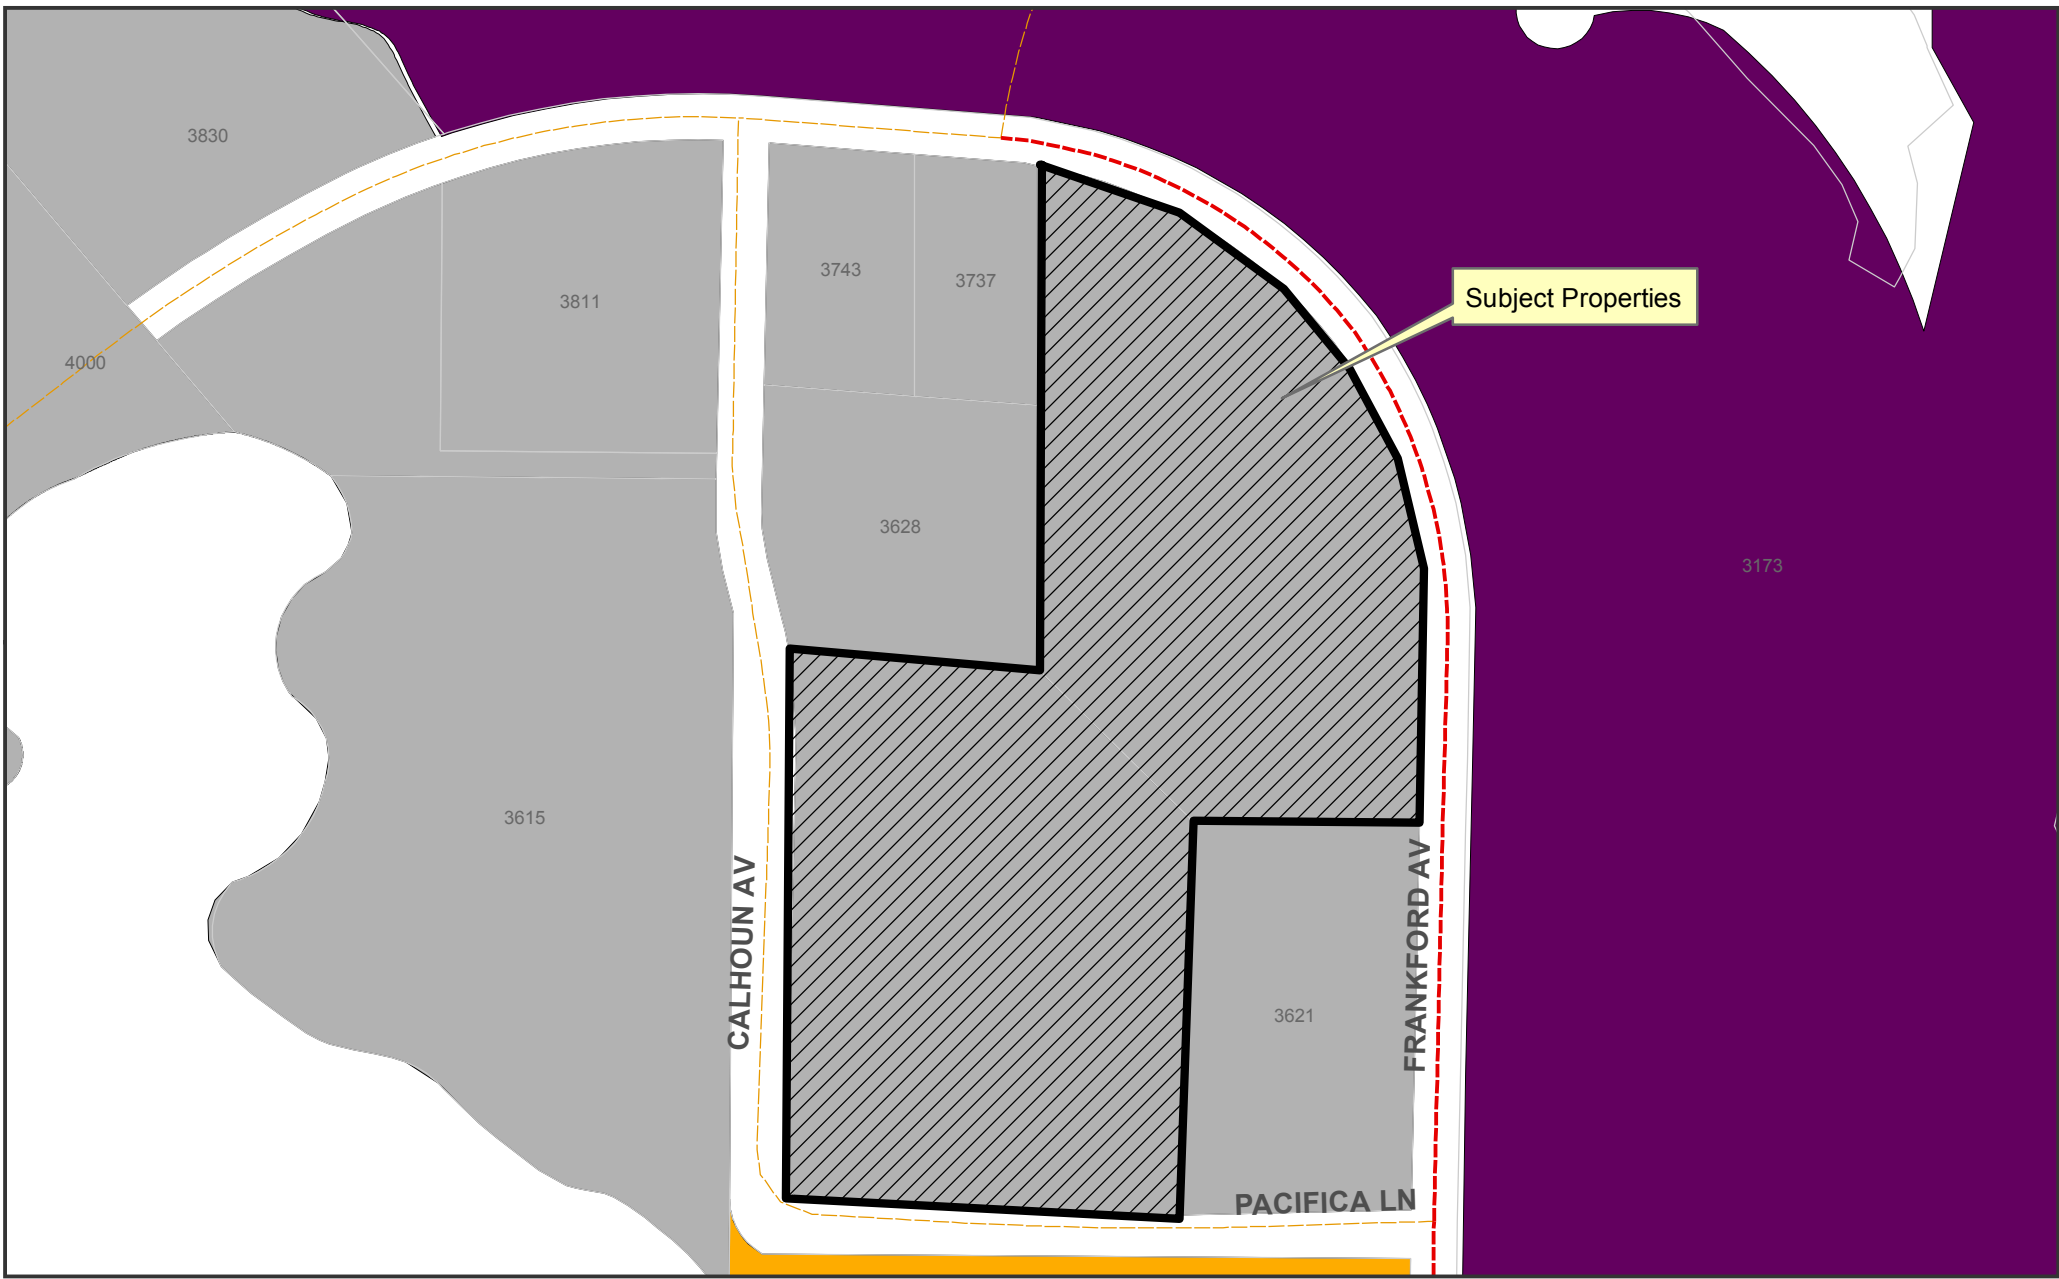 3830
3743
3737
Subject Properties
3811
4000
3628
3173
3615
CALHOUN AV
FRANKFORD AV
3621
PACIFICA LN